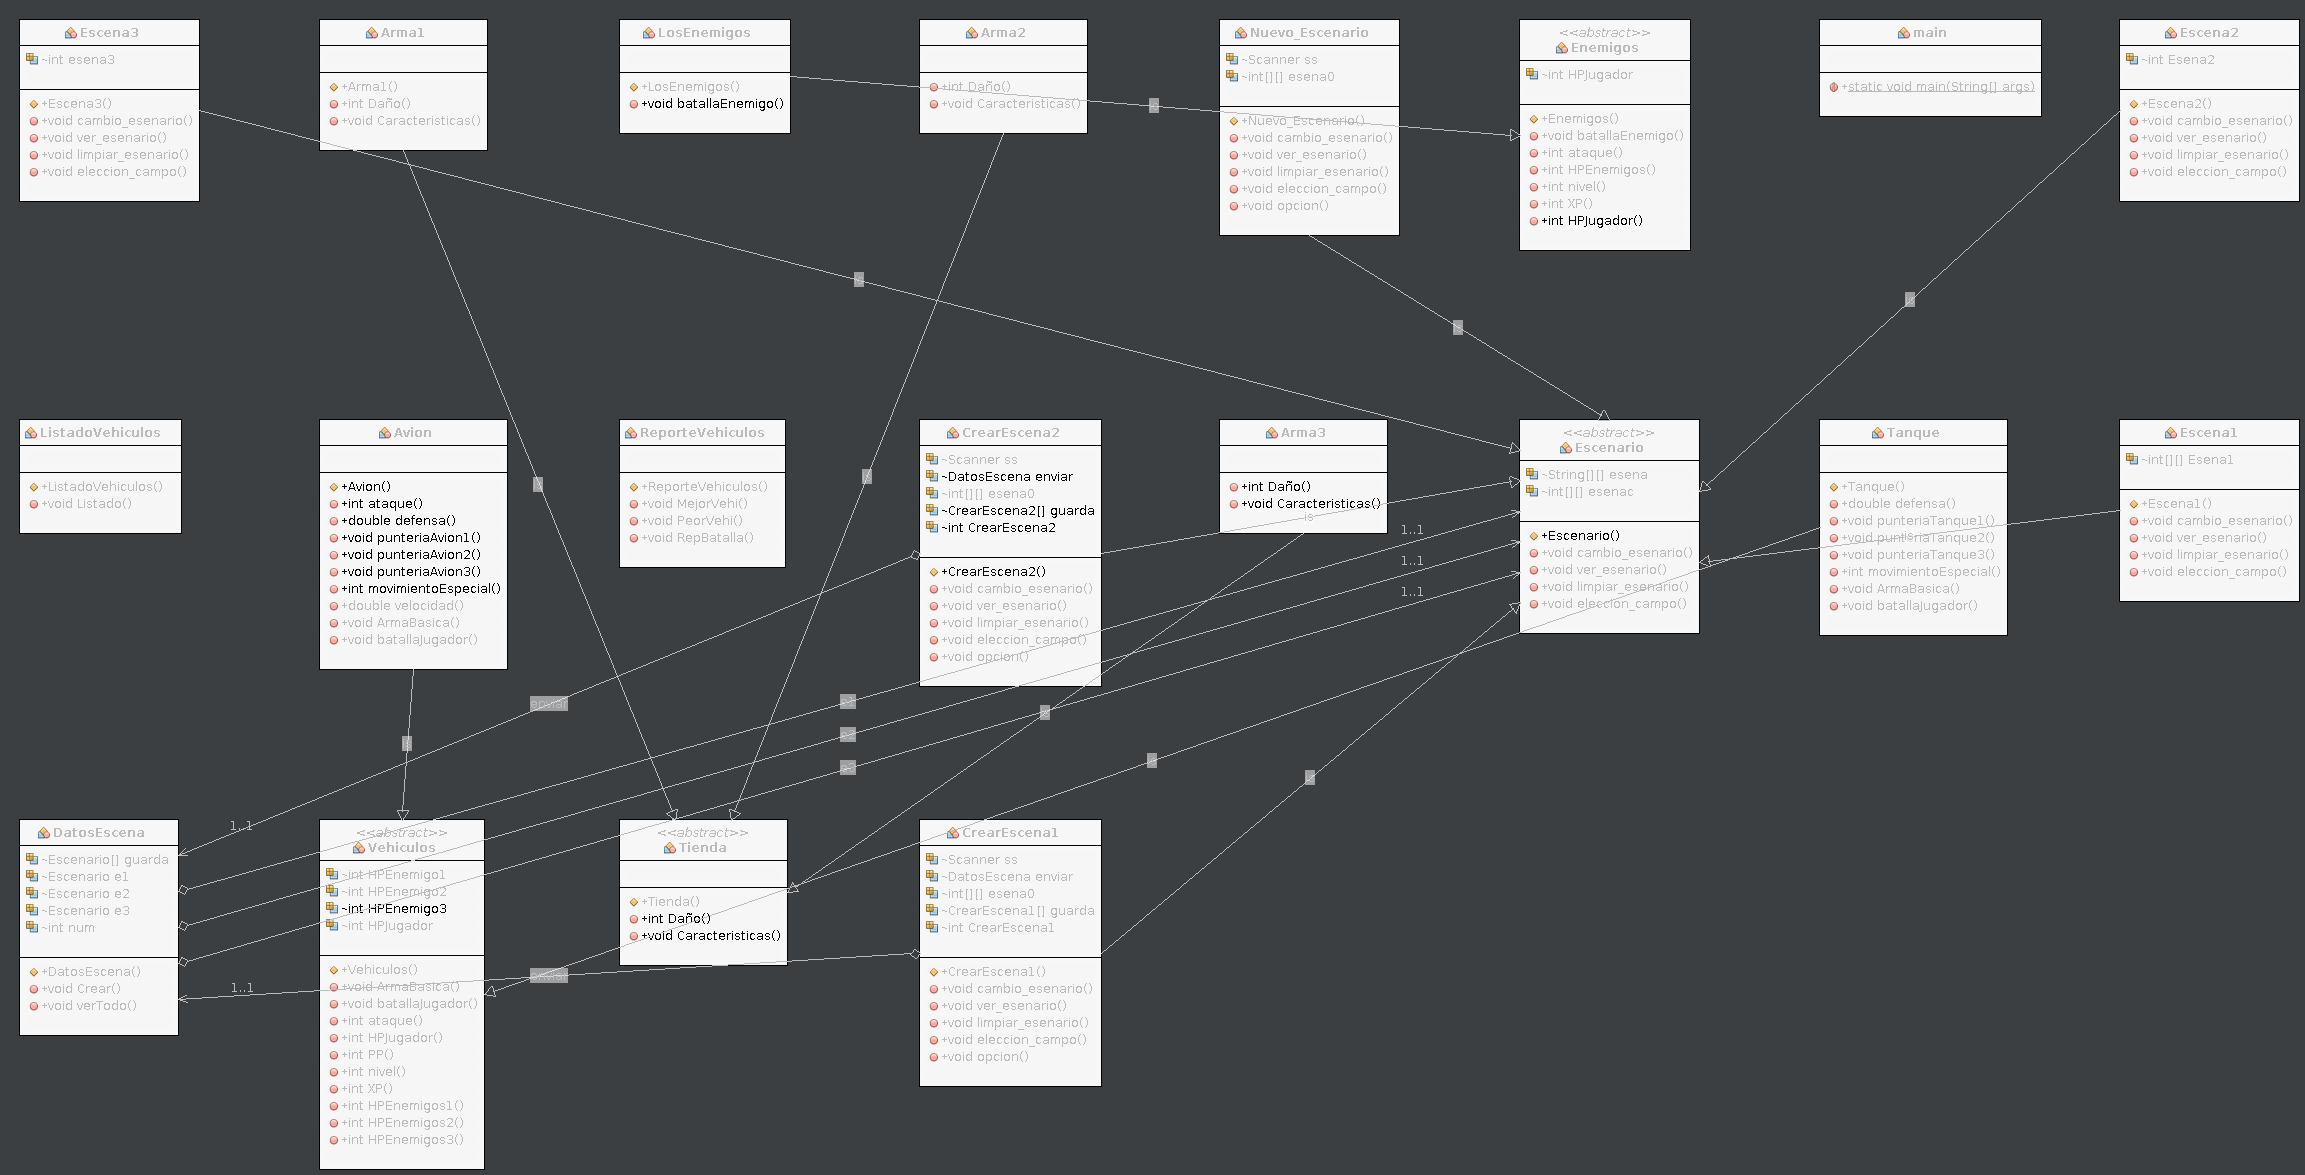 Escena3
~int esena3
+Escena3()
+void cambio_esenario()
+void ver_esenario()
+void limpiar_esenario()
+void eleccion_campo()
Arma1
+Arma1()
+int Daño()
+void Caracteristicas()
LosEnemigos
+LosEnemigos()
+void batallaEnemigo()
Arma2
+int Daño()
+void Caracteristicas()
Nuevo_Escenario
~Scanner ss
~int[][] esena0
+Nuevo_Escenario()
+void cambio_esenario()
+void ver_esenario()
+void limpiar_esenario()
+void eleccion_campo()
+void opcion()
<<abstract>>
Enemigos
~int HPJugador
+Enemigos()
+void batallaEnemigo()
+int ataque()
+int HPEnemigos()
+int nivel()
+int XP()
+int HPJugador()
main
+static void main(String[] args)
Escena2
~int Esena2
+Escena2()
+void cambio_esenario()
+void ver_esenario()
+void limpiar_esenario()
+void eleccion_campo()
is
ListadoVehiculos
+ListadoVehiculos()
+void Listado()
Avion
+Avion()
+int ataque()
+double defensa()
+void punteriaAvion1()
+void punteriaAvion2()
+void punteriaAvion3()
+int movimientoEspecial()
+double velocidad()
+void ArmaBasica()
+void batallaJugador()
ReporteVehiculos
+ReporteVehiculos()
+void MejorVehi()
+void PeorVehi()
+void RepBatalla()
CrearEscena2
~Scanner ss
~DatosEscena enviar
~int[][] esena0
~CrearEscena2[] guarda
~int CrearEscena2
+CrearEscena2()
+void cambio_esenario()
+void ver_esenario()
+void limpiar_esenario()
+void eleccion_campo()
+void opcion()
Arma3
+int Daño()
+void Caracteristicas()
is
1..1
1..1
1..1
<<abstract>>
Escenario
~String[][] esena
~int[][] esenac
+Escenario()
+void cambio_esenario()
+void ver_esenario()
+void limpiar_esenario()
+void eleccion_campo()
Tanque
+Tanque()
+double defensa()
+void punteriaTanque1()
+void punteriaTanque2()
is
+void punteriaTanque3()
+int movimientoEspecial()
+void ArmaBasica()
+void batallaJugador()
Escena1
~int[][] Esena1
+Escena1()
+void cambio_esenario()
+void ver_esenario()
+void limpiar_esenario()
+void eleccion_campo()
enviar
e1
e2
e3
1..1
1..1
DatosEscena
~Escenario[] guarda
~Escenario e1
~Escenario e2
~Escenario e3
~int num
+DatosEscena()
+void Crear()
+void verTodo()
<<abstract>>
Vehiculos
~int HPEnemigo1
~int HPEnemigo2
~int HPEnemigo3
~int HPJugador
+Vehiculos()
+void ArmaBasica()
+void batallaJugador()
+int ataque()
+int HPJugador()
+int PP()
+int nivel()
+int XP()
+int HPEnemigos1()
+int HPEnemigos2()
+int HPEnemigos3()
enviar
<<abstract>>
Tienda
+Tienda()
+int Daño()
+void Caracteristicas()
CrearEscena1
~Scanner ss
~DatosEscena enviar
~int[][] esena0
~CrearEscena1[] guarda
~int CrearEscena1
+CrearEscena1()
+void cambio_esenario()
+void ver_esenario()
+void limpiar_esenario()
+void eleccion_campo()
+void opcion()